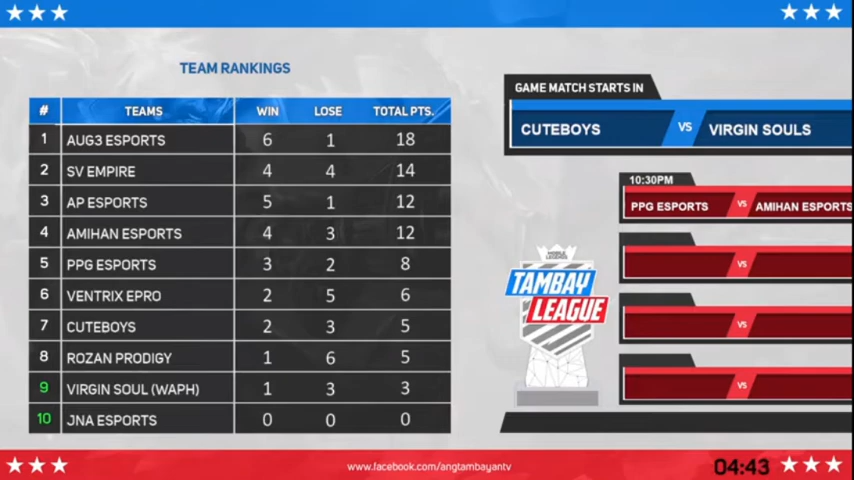 TEAM RANKINGS
# TEAMS WIN LOSE TOTAL PTS.
1 AUG3 ESPORTS 6 1 18
2 SV EMPIRE 4 4 14
3 AP ESPORTS 5 1 12
4 AMIHAN ESPORTS 4 3 12
5 PPG ESPORTS 3 2 8
6 VENTRIX EPRO 2 5 6
7 CUTEBOYS 2 3 5
8 ROZAN PRODIGY 1 6 5
9 VIRGIN SOUL (WAPH) 1 3 3
10 JNA ESPORTS 0 0 0
GAME MATCH STARTS IN
CUTEBOYS VS VIRGIN SOULS
10:30PM
PPG ESPORTS VS AMIHAN ESPORTS
VS
VS
VS
MOBILE
LEGENDS
TAMBAY
LEAGUE
www.facebook.com/angtambayantv
04:43